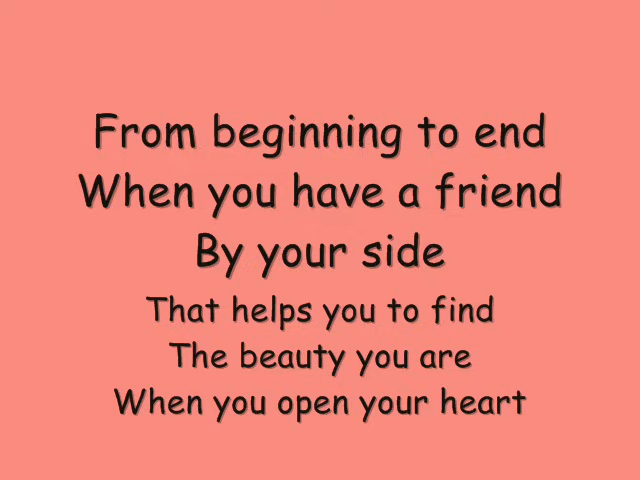 From beginning to end
When you have a friend
By your side
That helps you to find
The beauty you are
When you open your heart